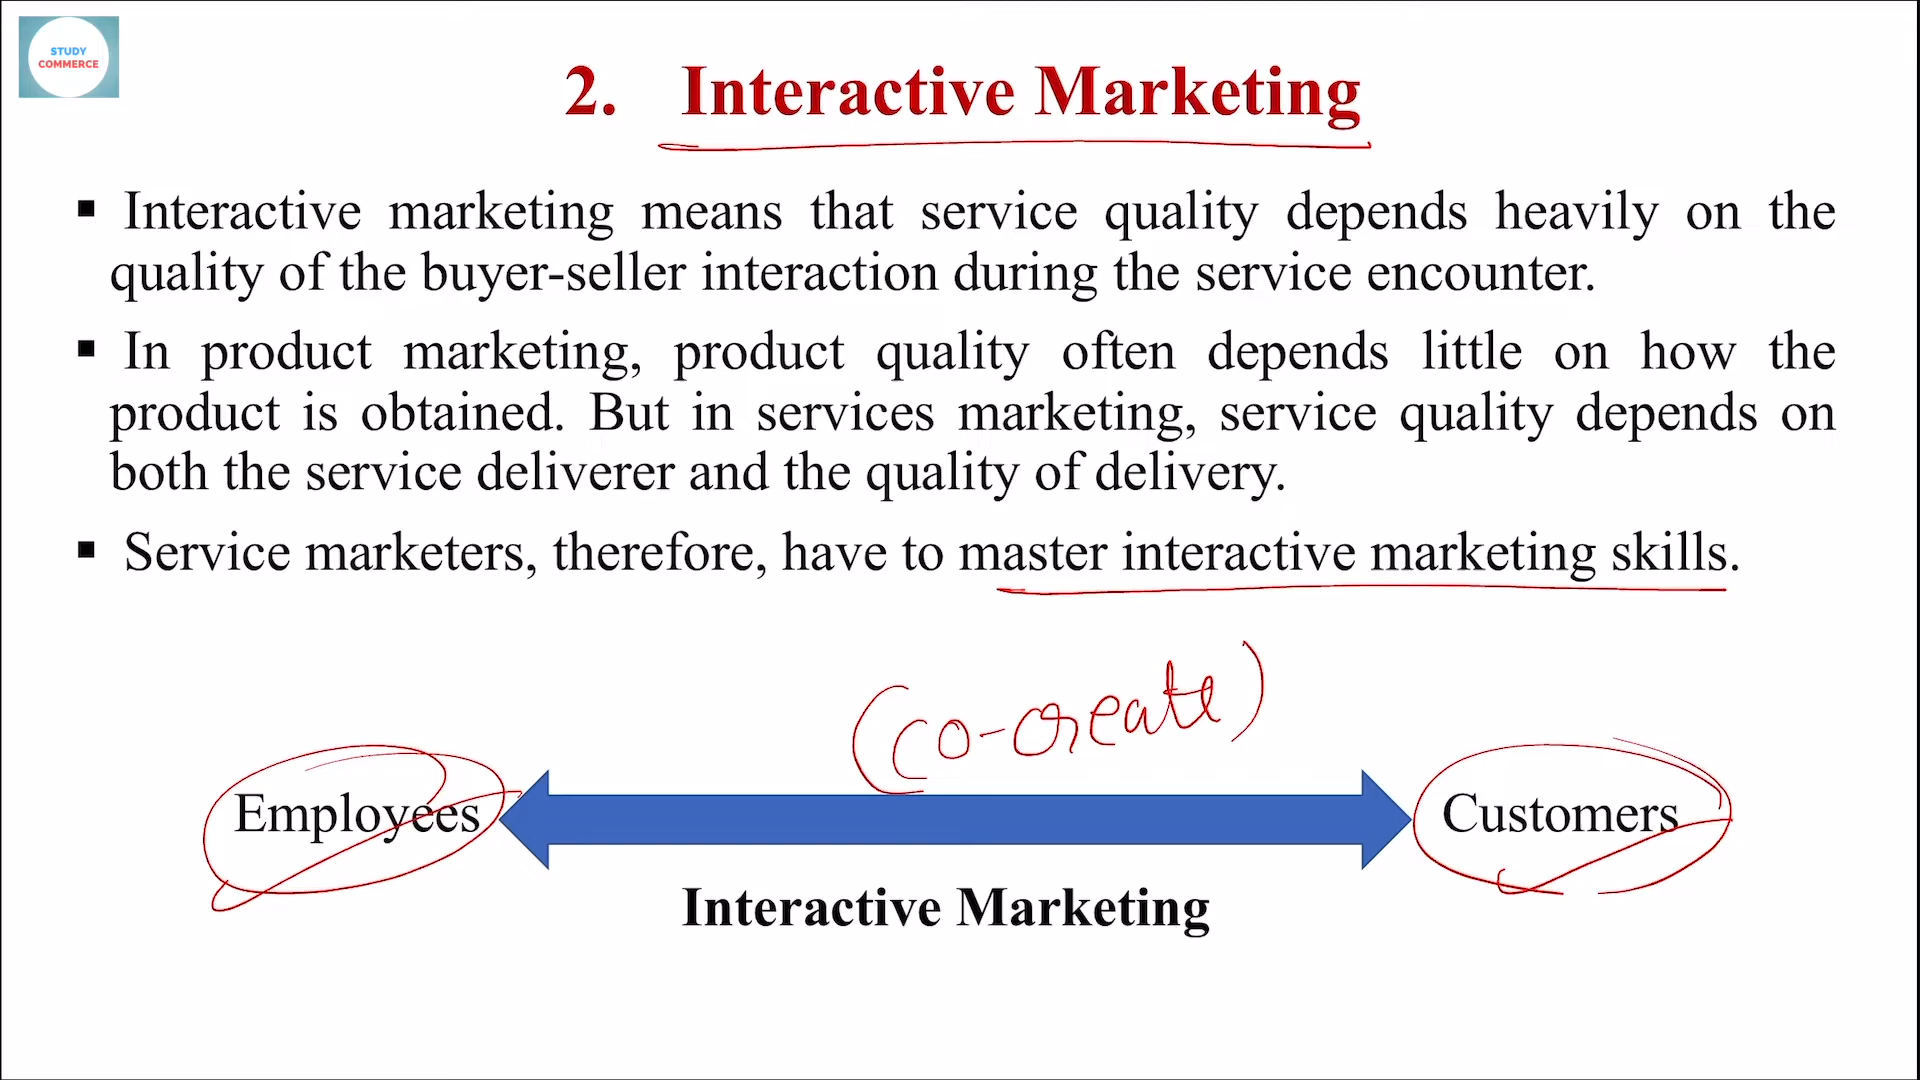 STUDY
COMMERCE
2. Interactive Marketing
▪ Interactive marketing means that service quality depends heavily on the
quality of the buyer-seller interaction during the service encounter.
▪ In product marketing, product quality often depends little on how the
product is obtained. But in services marketing, service quality depends on
both the service deliverer and the quality of delivery.
▪ Service marketers, therefore, have to master interactive marketing skills.
(co-create)
Employees Customers
Interactive Marketing